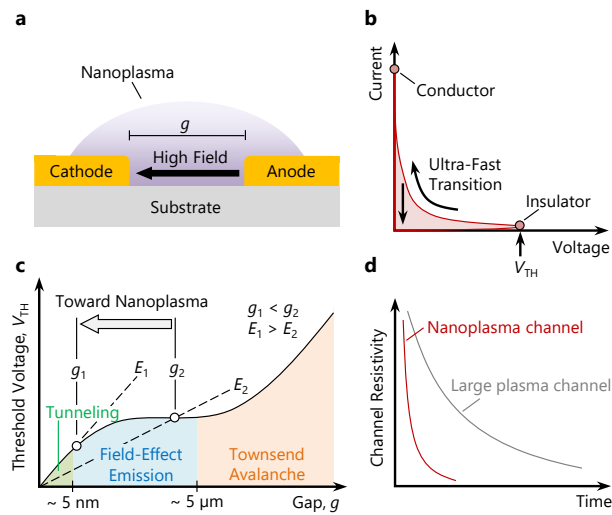 a
Nanoplasma
g
Cathode
High Field
Anode
Substrate
b
Current
Conductor
Ultra-Fast
Transition
Insulator
Voltage
V_TH
c
Threshold Voltage, V_TH
Toward Nanoplasma
g₁ < g₂
E₁ > E₂
g₁
E₁
g₂
E₂
Tunneling
Field-Effect
Emission
Townsend
Avalanche
~ 5 nm
~ 5 µm
Gap, g
d
Channel Resistivity
Nanoplasma channel
Large plasma channel
Time